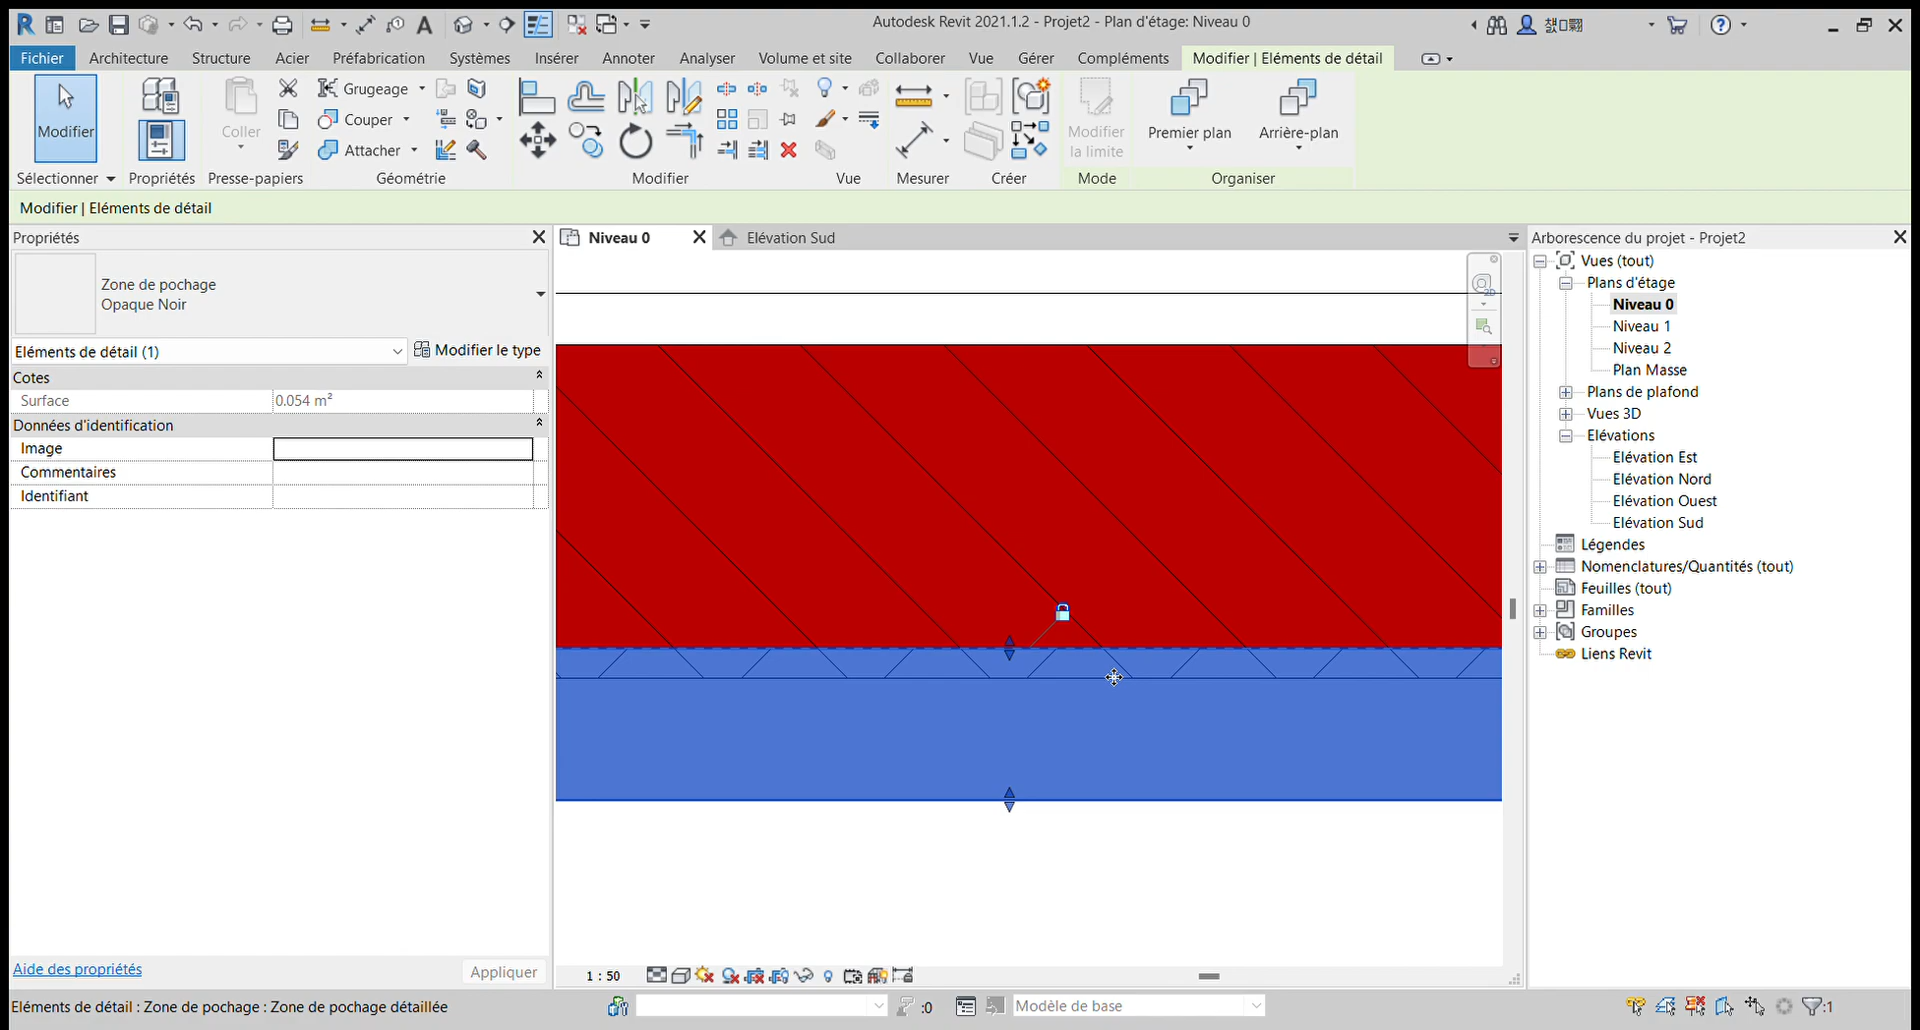 Autodesk Revit 2021.1.2 - Projet2 - Plan d'étage: Niveau 0
Fichier Architecture Structure Acier Préfabrication Systèmes Insérer Annoter Analyser Volume et site Collaborer Vue Gérer Compléments Modifier | Eléments de détail
Modifier
Coller
Grugeage
Couper
Attacher
Modifier
la limite
Premier plan
Arrière-plan
Sélectionner Propriétés Presse-papiers Géométrie Modifier Vue Mesurer Créer Mode Organiser
Modifier | Eléments de détail
Propriétés
Zone de pochage
Opaque Noir
Eléments de détail (1)
Modifier le type
Cotes
Surface 0.054 m²
Données d'identification
Image
Commentaires
Identifiant
Aide des propriétés
Appliquer
Niveau 0
Elévation Sud
2D
1 : 50
Arborescence du projet - Projet2
Vues (tout)
Plans d'étage
Niveau 0
Niveau 1
Niveau 2
Plan Masse
Plans de plafond
Vues 3D
Elévations
Elévation Est
Elévation Nord
Elévation Ouest
Elévation Sud
Légendes
Nomenclatures/Quantités (tout)
Feuilles (tout)
Familles
Groupes
Liens Revit
Eléments de détail : Zone de pochage : Zone de pochage détaillée
:0
Modèle de base
:1